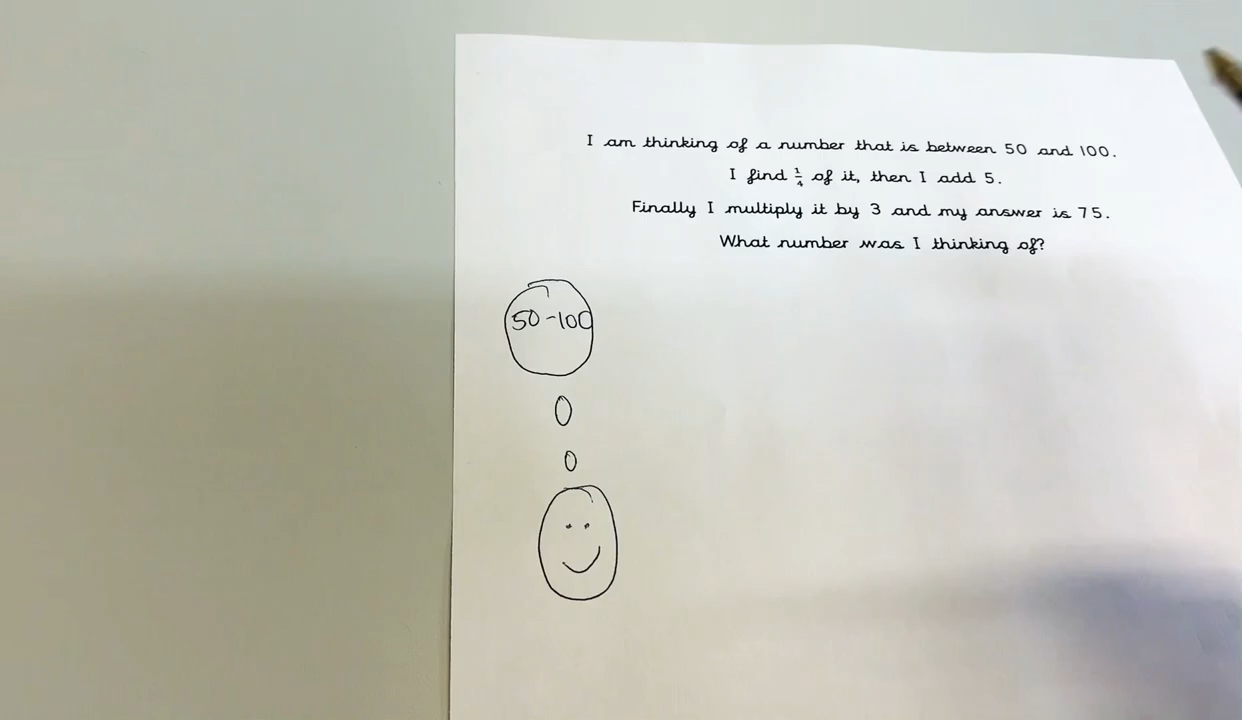 I am thinking of a number that is between 50 and 100.
I find 1/4 of it, then I add 5.
Finally I multiply it by 3 and my answer is 75.
What number was I thinking of?
50-100